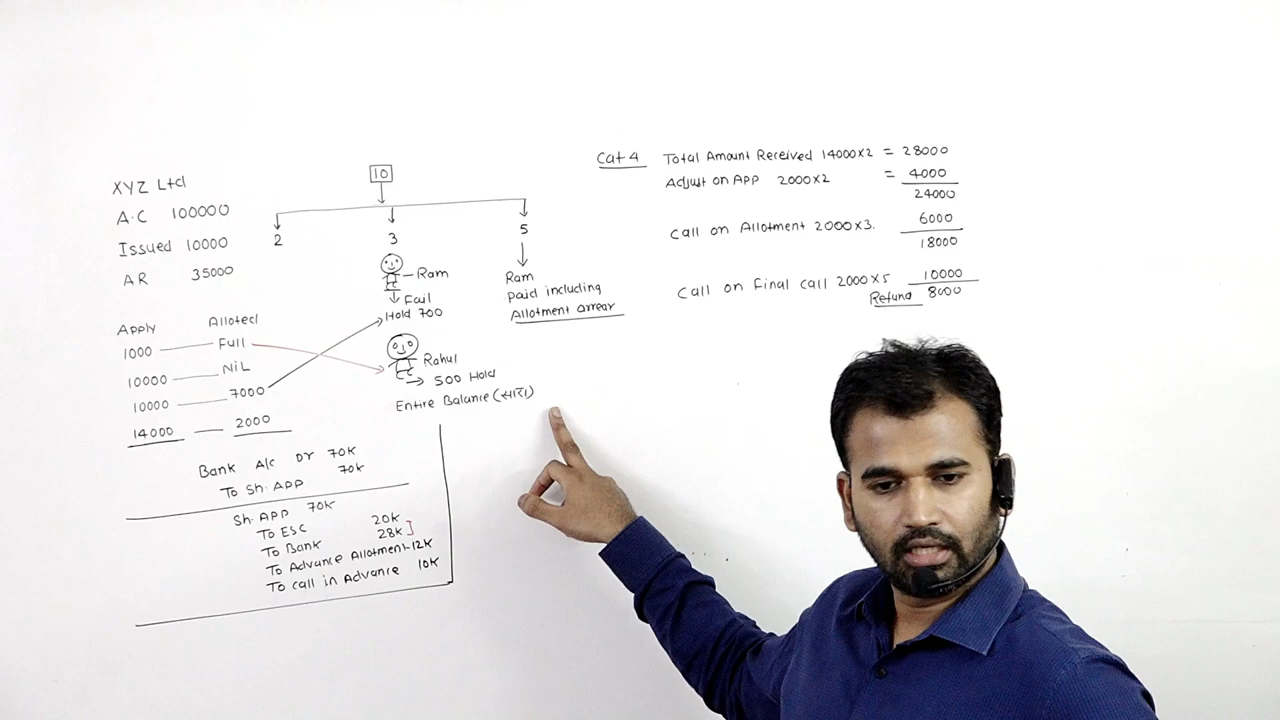 XYZ Ltd
A.C 100000
Issued 10000
AR 35000
Apply Alloted
1000 — Full
10000 — NiL
10000 — 7000
14000 — 2000
Bank A/c Dr 70K
To Sh. APP 70K
Sh. APP 70K
To ESC 20K
To Bank 28K
To Advance Allotment 12K
To call in Advance 10K
10
2 3 5
Ram
Fail
Hold 700
Rahul
500 Hold
Entire Balance (सारा)
Ram
Paid including
Allotment arrear
Cat 4 Total Amount Received 14000x2 = 28000
Adjust on APP 2000x2 = 4000
24000
Call on Allotment 2000x3. 6000
18000
Call on Final call 2000x5 10000
Refund 8000